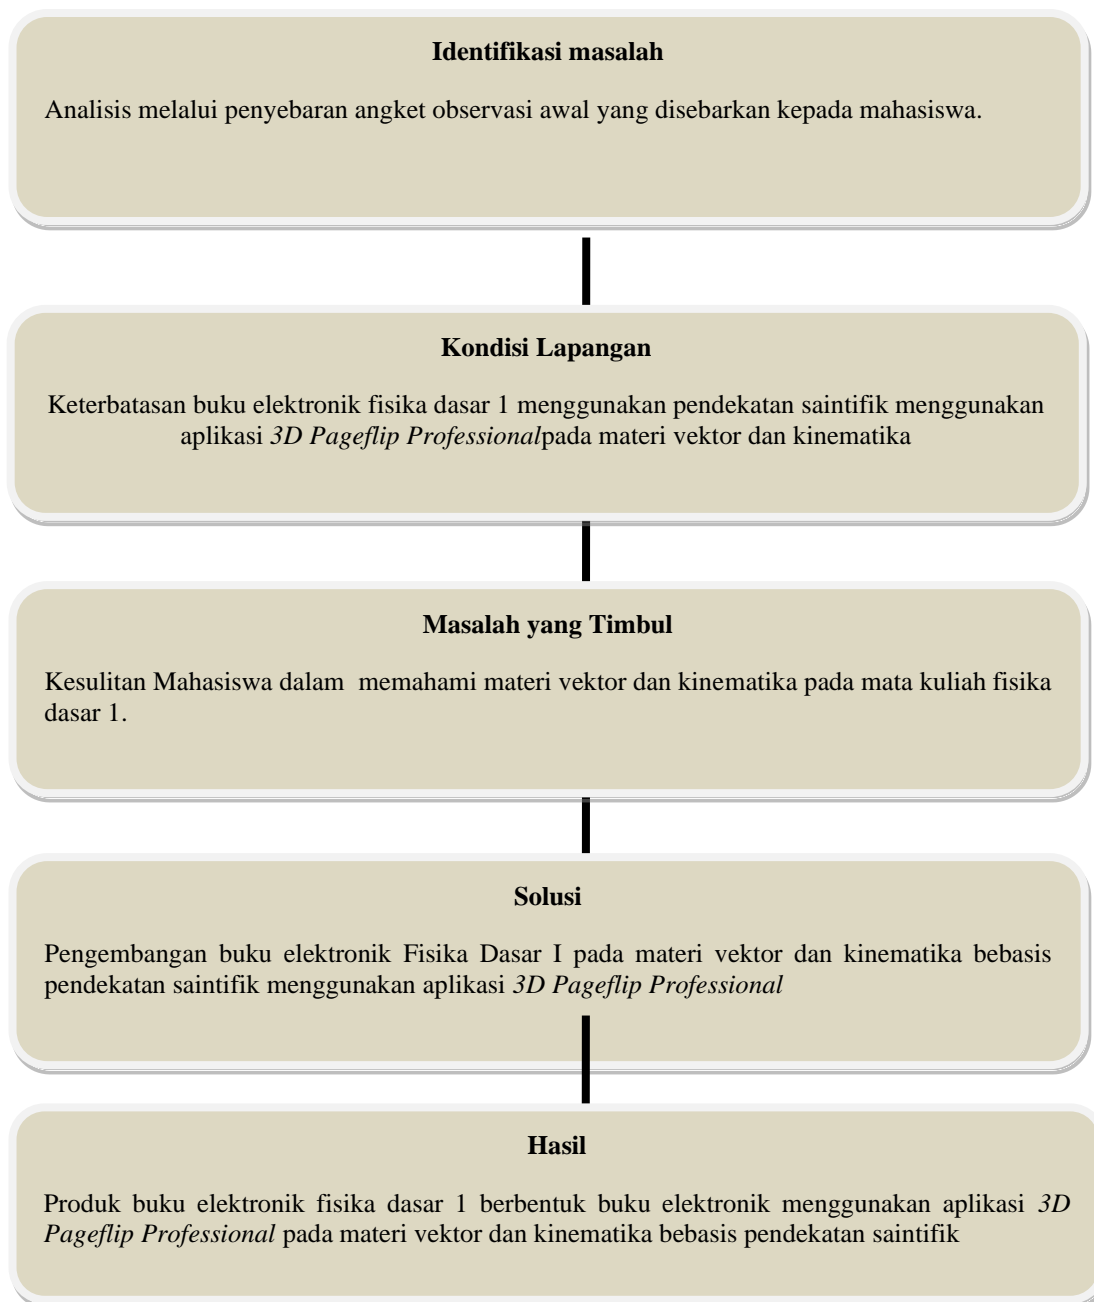 Identifikasi masalah
Analisis melalui penyebaran angket observasi awal yang disebarkan kepada mahasiswa.
Kondisi Lapangan
Keterbatasan buku elektronik fisika dasar 1 menggunakan pendekatan saintifik menggunakan
aplikasi 3D Pageflip Professionalpada materi vektor dan kinematika
Masalah yang Timbul
Kesulitan Mahasiswa dalam  memahami materi vektor dan kinematika pada mata kuliah fisika
dasar 1.
Solusi
Pengembangan buku elektronik Fisika Dasar I pada materi vektor dan kinematika bebasis
pendekatan saintifik menggunakan aplikasi 3D Pageflip Professional
Hasil
Produk buku elektronik fisika dasar 1 berbentuk buku elektronik menggunakan aplikasi 3D
Pageflip Professional pada materi vektor dan kinematika bebasis pendekatan saintifik